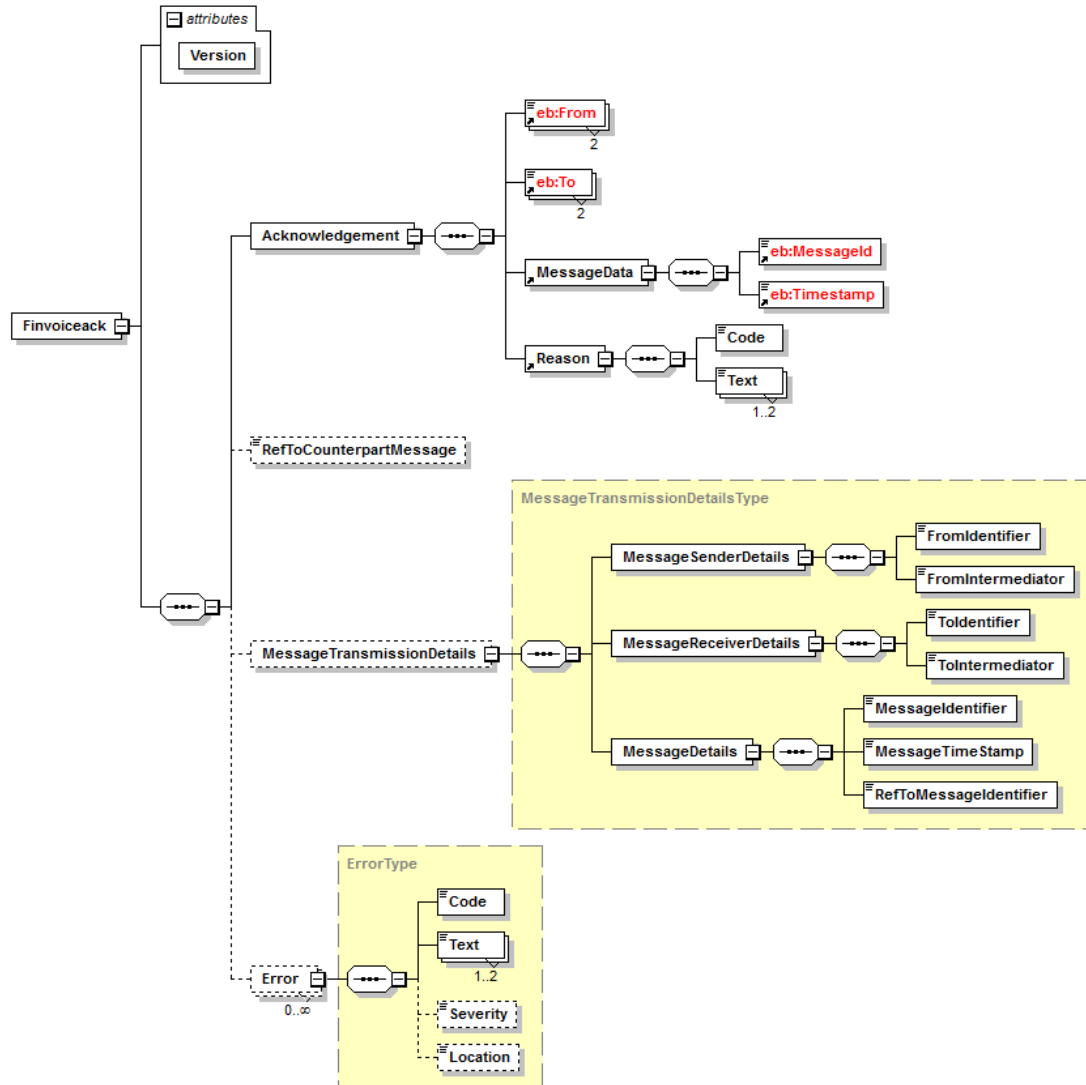 attributes
Version
eb:From
2
eb:To
2
Acknowledgement
MessageData
eb:MessageId
eb:Timestamp
Finvoiceack
Reason
Code
Text
1..2
RefToCounterpartMessage
MessageTransmissionDetailsType
MessageSenderDetails
FromIdentifier
FromIntermediator
MessageTransmissionDetails
MessageReceiverDetails
ToIdentifier
ToIntermediator
MessageDetails
MessageIdentifier
MessageTimeStamp
RefToMessageIdentifier
ErrorType
Error
0..∞
Code
Text
1..2
Severity
Location